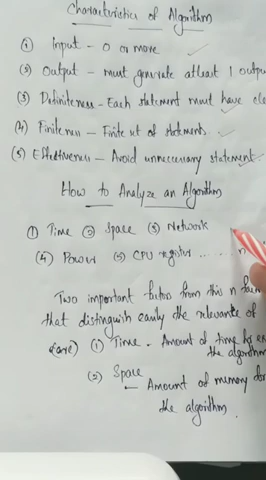 Characteristics of Algorithm
(1) Input - 0 or more
(2) Output - must generate atleast 1 output
(3) Definiteness - Each statement must have cle
(4) Finiteness - Finite set of statements
(5) Effectiveness - Avoid unnecessary statement
How to Analyze an Algorithm
(1) Time (2) Space (3) Network
(4) Power (5) CPU register ........ n
Two important factors from this n
that distinguish easily the relevance of
(are) (1) Time - Amount of time by
the algorithm
(2) Space
- Amount of memory for
the algorithm.